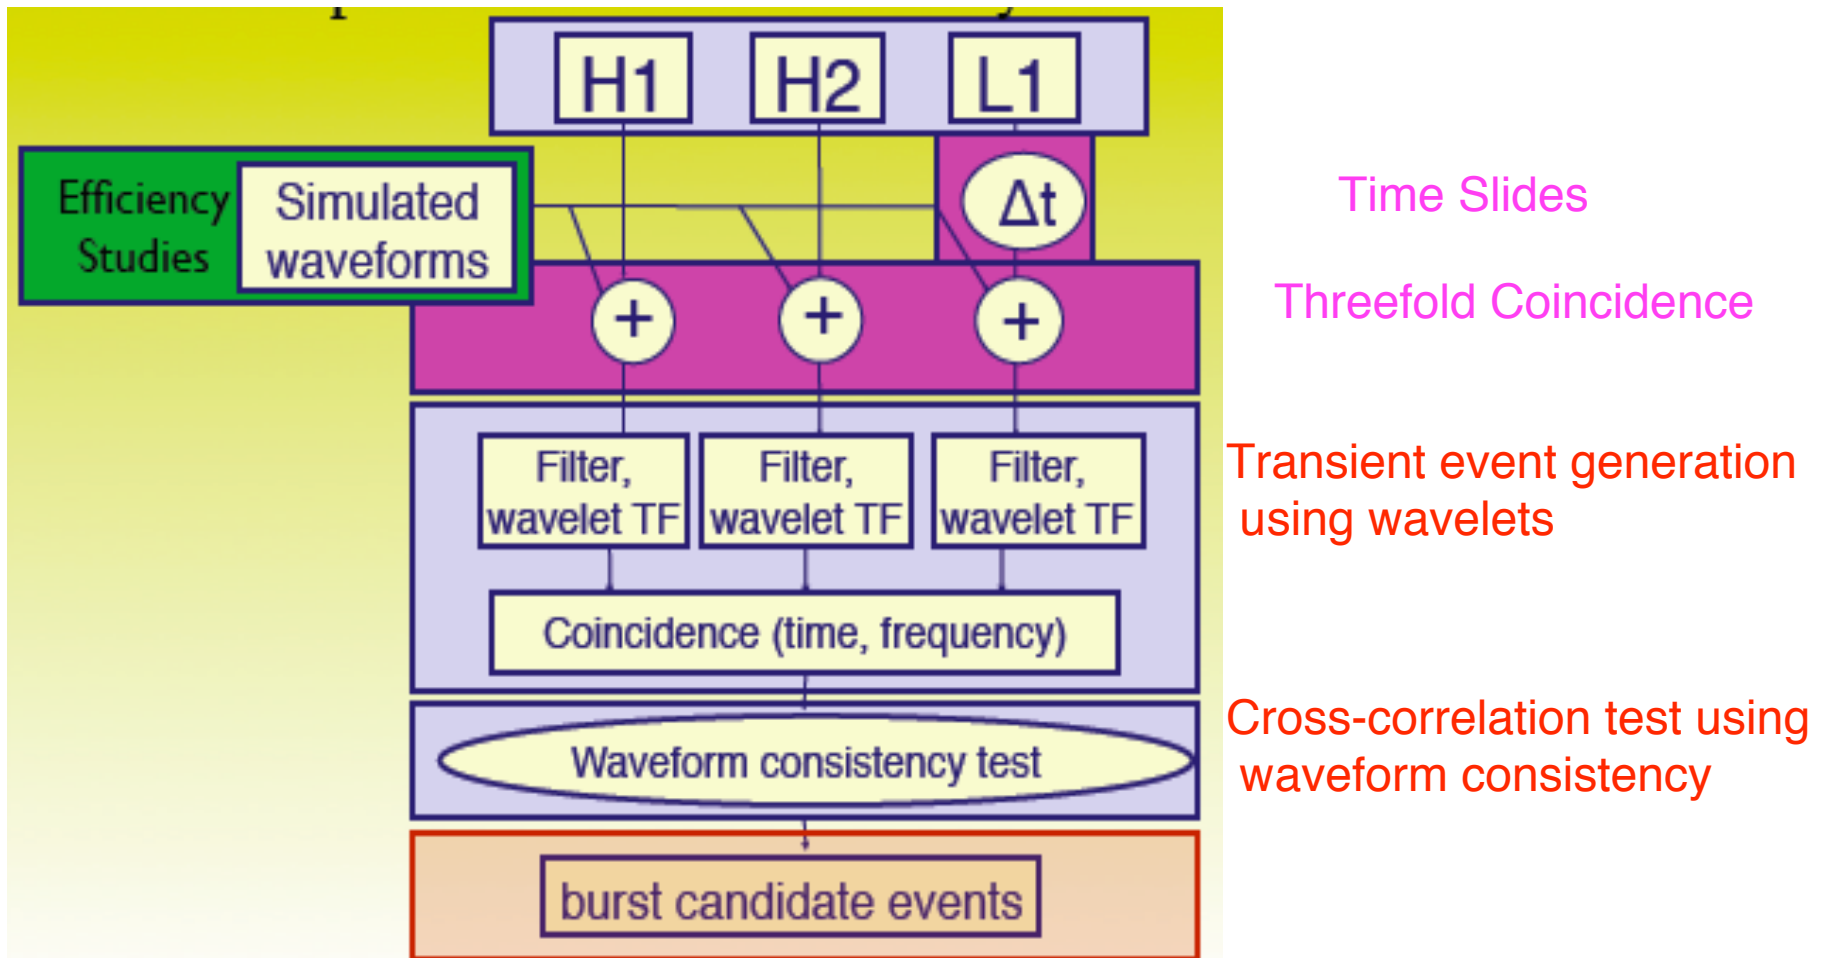 H1
H2
L1
Efficiency
Studies
Simulated
waveforms
Δt
Time Slides
+
+
+
Threefold Coincidence
Filter,
wavelet TF
Filter,
wavelet TF
Filter,
wavelet TF
Transient event generation
using wavelets
Coincidence (time, frequency)
Waveform consistency test
Cross-correlation test using
waveform consistency
burst candidate events